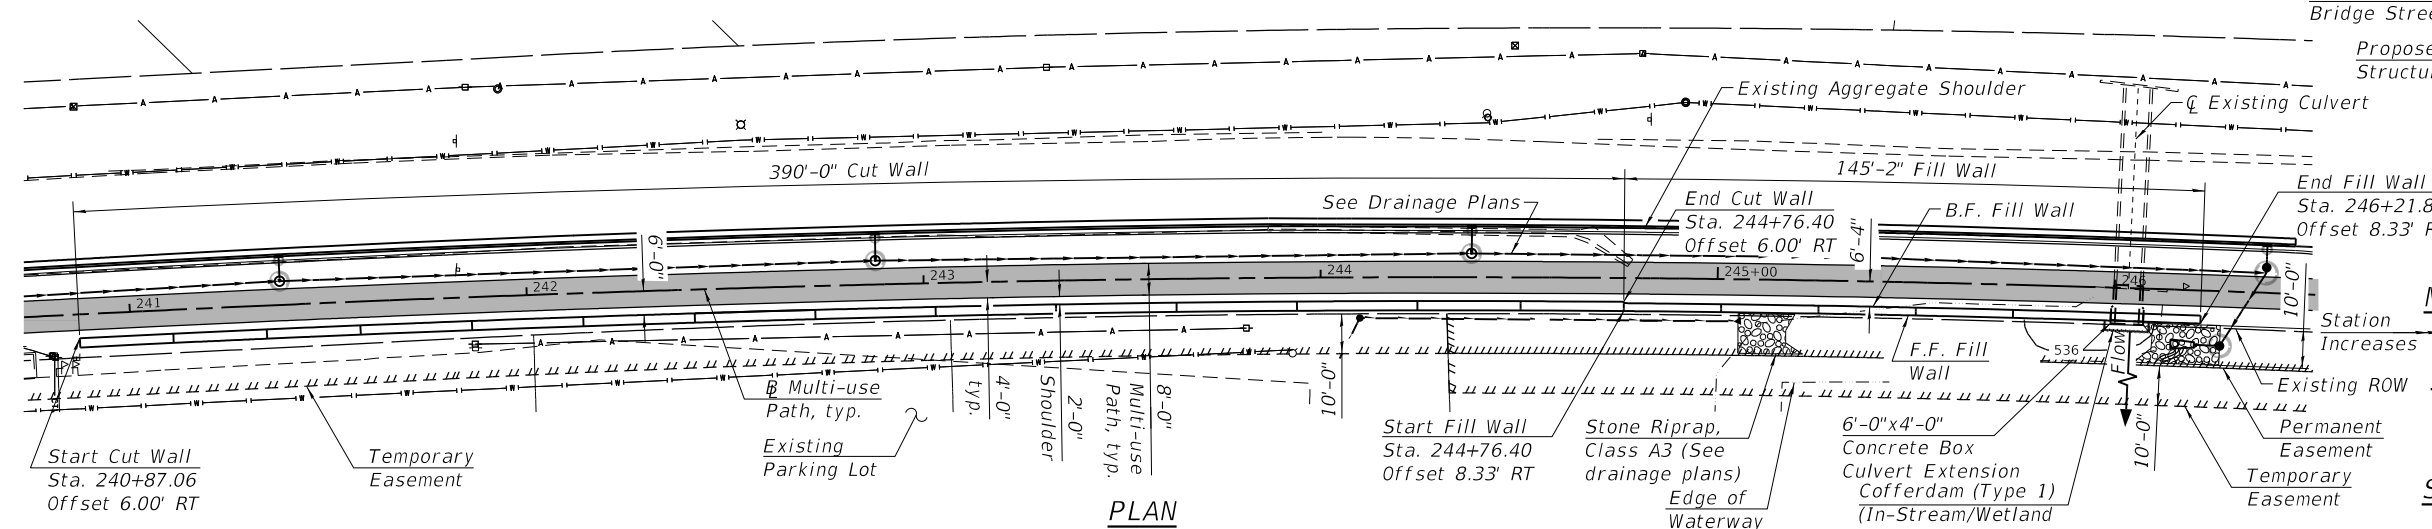 Bridge Stree
Propose
Structur
Existing Aggregate Shoulder
℄ Existing Culvert
390'-0" Cut Wall
145'-2" Fill Wall
See Drainage Plans
End Cut Wall
Sta. 244+76.40
Offset 6.00' RT
6'-4"
B.F. Fill Wall
End Fill Wall
Sta. 246+21.8
Offset 8.33' R
6'-0"
241
242
243
244
245+00
246
10'-0"
Station
Increases
536
Flow
F.F. Fill
Wall
Existing ROW
BL Multi-use
Path, typ.
4'-0"
typ.
2'-0"
Shoulder
8'-0"
Multi-use
Path, typ.
10'-0"
Existing
Parking Lot
Start Fill Wall
Sta. 244+76.40
Offset 8.33' RT
Stone Riprap,
Class A3 (See
drainage plans)
Edge of
Waterway
6'-0"x4'-0"
Concrete Box
Culvert Extension
Cofferdam (Type 1)
(In-Stream/Wetland
10'-0"
Permanent
Easement
Temporary
Easement
Start Cut Wall
Sta. 240+87.06
Offset 6.00' RT
Temporary
Easement
PLAN